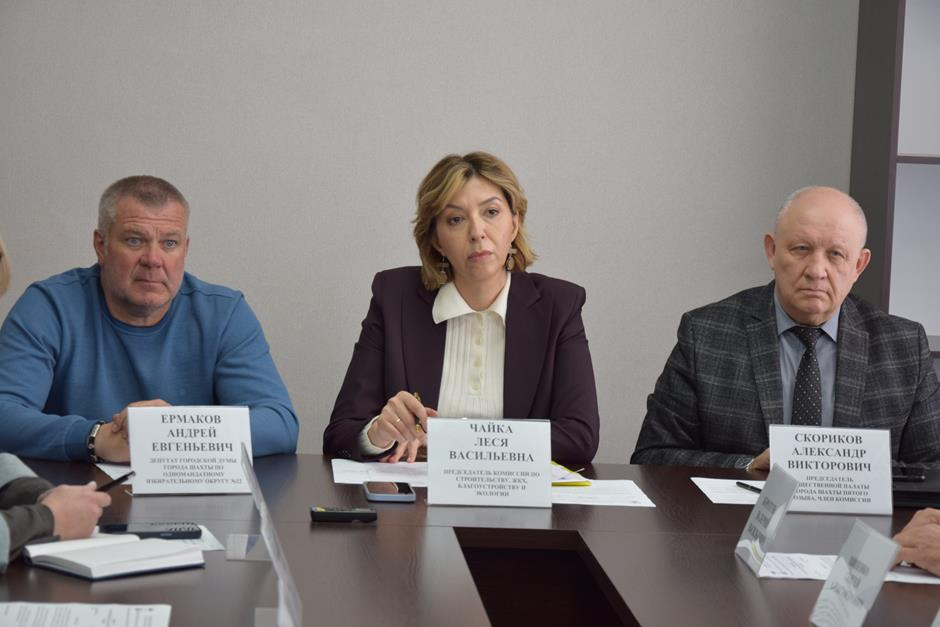 ЕРМАКОВ
АНДРЕЙ
ЕВГЕНЬЕВИЧ
ДЕПУТАТ ГОРОДСКОЙ ДУМЫ
ГОРОДА ШАХТЫ ПО
ОДНОМАНДАТНОМУ
ИЗБИРАТЕЛЬНОМУ ОКРУГУ №22
ЧАЙКА
ЛЕСЯ
ВАСИЛЬЕВНА
ПРЕДСЕДАТЕЛЬ КОМИССИИ ПО
СТРОИТЕЛЬСТВУ, ЖКХ,
БЛАГОУСТРОЙСТВУ И
ЭКОЛОГИИ
СКОРИКОВ
АЛЕКСАНДР
ВИКТОРОВИЧ
ПРЕДСЕДАТЕЛЬ
ПАЛАТЫ
ГОРОДА ШАХТЫ ПЯТОГО
СОЗЫВА, ЧЛЕН КОМИССИИ